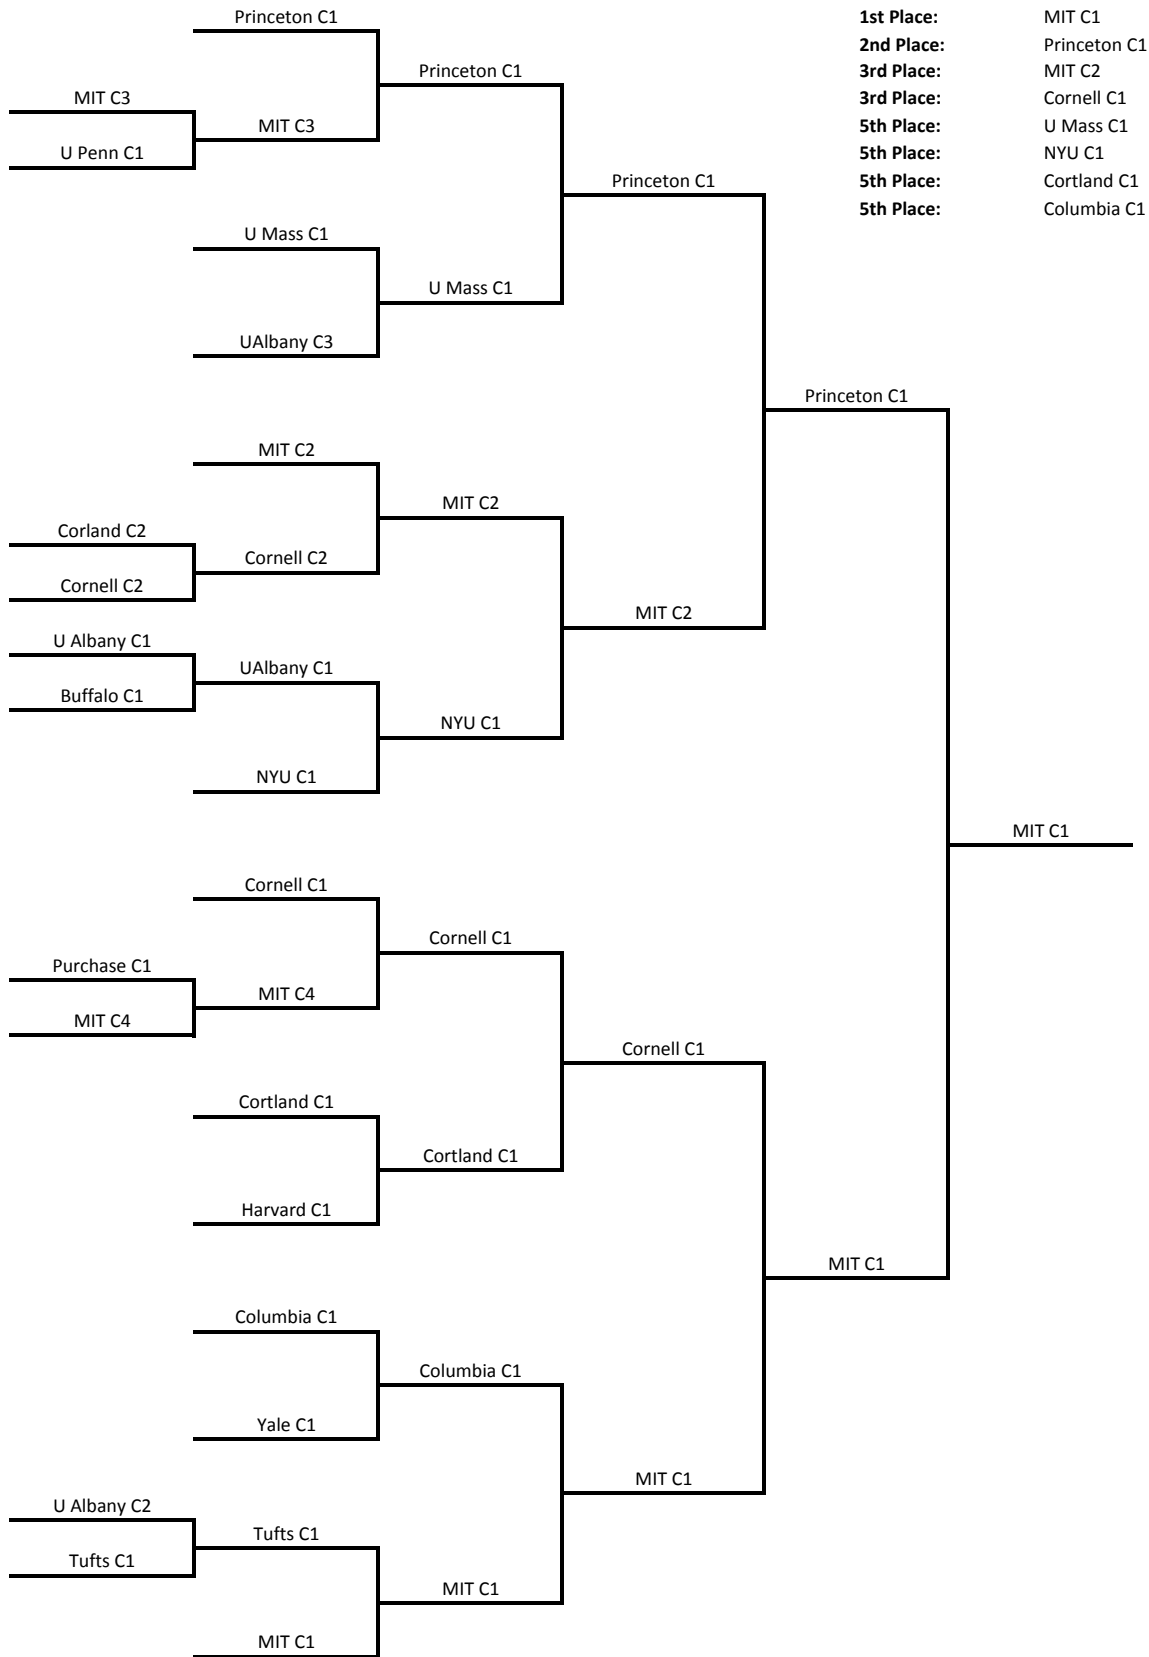 Princeton C1
1st Place: MIT C1
2nd Place: Princeton C1
Princeton C1
3rd Place: MIT C2
MIT C3
3rd Place: Cornell C1
MIT C3
5th Place: U Mass C1
U Penn C1
5th Place: NYU C1
Princeton C1
5th Place: Cortland C1
5th Place: Columbia C1
U Mass C1
U Mass C1
UAlbany C3
Princeton C1
MIT C2
MIT C2
Corland C2
Cornell C2
Cornell C2
MIT C2
U Albany C1
UAlbany C1
Buffalo C1
NYU C1
NYU C1
MIT C1
Cornell C1
Cornell C1
Purchase C1
MIT C4
MIT C4
Cornell C1
Cortland C1
Cortland C1
Harvard C1
MIT C1
Columbia C1
Columbia C1
Yale C1
MIT C1
U Albany C2
Tufts C1
Tufts C1
MIT C1
MIT C1